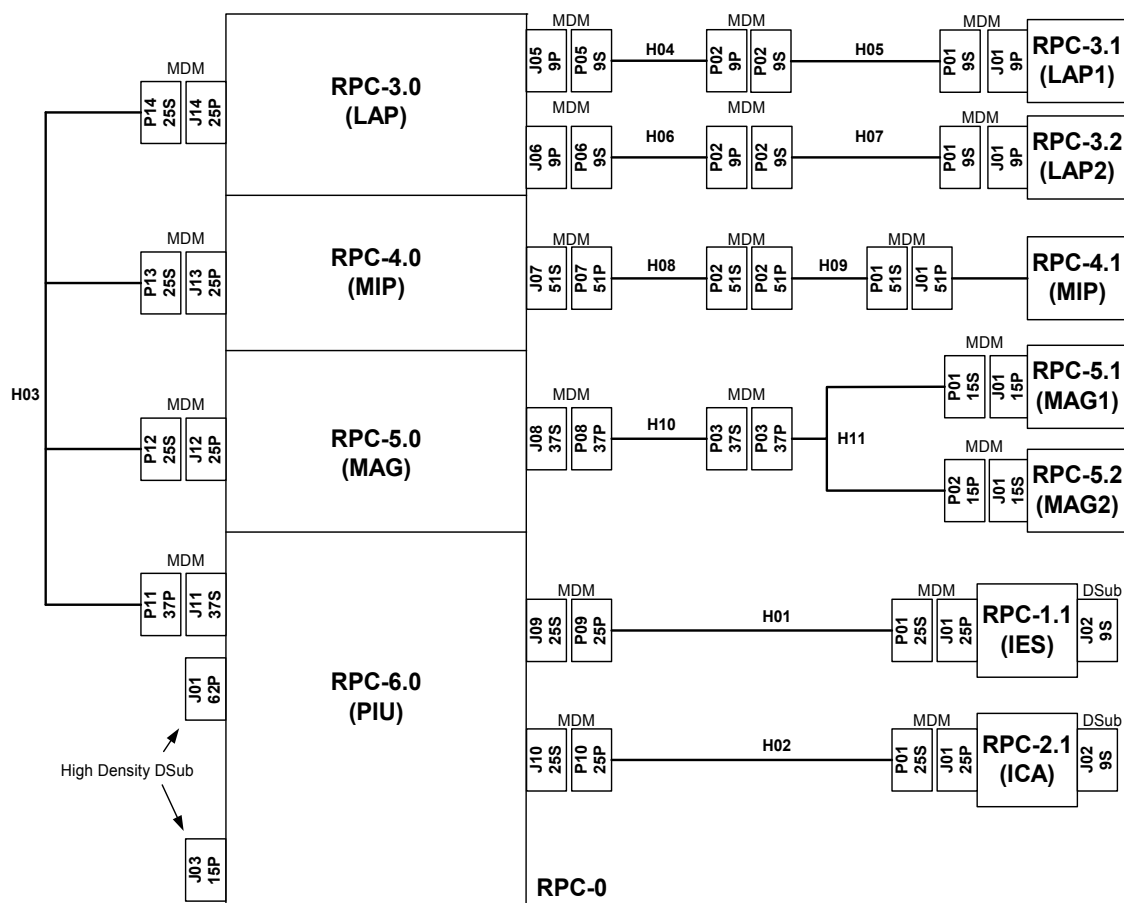 MDM
J05 9P
P05 9S
H04
MDM
P02 9P
P02 9S
H05
MDM
P01 9S
J01 9P
RPC-3.1
(LAP1)
MDM
P14 25S
J14 25P
RPC-3.0
(LAP)
MDM
J06 9P
P06 9S
H06
MDM
P02 9P
P02 9S
H07
MDM
P01 9S
J01 9P
RPC-3.2
(LAP2)
MDM
P13 25S
J13 25P
RPC-4.0
(MIP)
MDM
J07 51S
P07 51P
H08
MDM
P02 51S
P02 51P
H09
MDM
P01 51S
J01 51P
RPC-4.1
(MIP)
H03
MDM
P12 25S
J12 25P
RPC-5.0
(MAG)
MDM
J08 37S
P08 37P
H10
MDM
P03 37S
P03 37P
H11
MDM
P01 15S
J01 15P
RPC-5.1
(MAG1)
MDM
P02 15P
J01 15S
RPC-5.2
(MAG2)
MDM
P11 37P
J11 37S
J01 62P
High Density DSub
J03 15P
RPC-6.0
(PIU)
MDM
J09 25S
P09 25P
H01
MDM
P01 25S
J01 25P
RPC-1.1
(IES)
DSub
J02 9S
MDM
J10 25S
P10 25P
H02
MDM
P01 25S
J01 25P
RPC-2.1
(ICA)
DSub
J02 9S
RPC-0